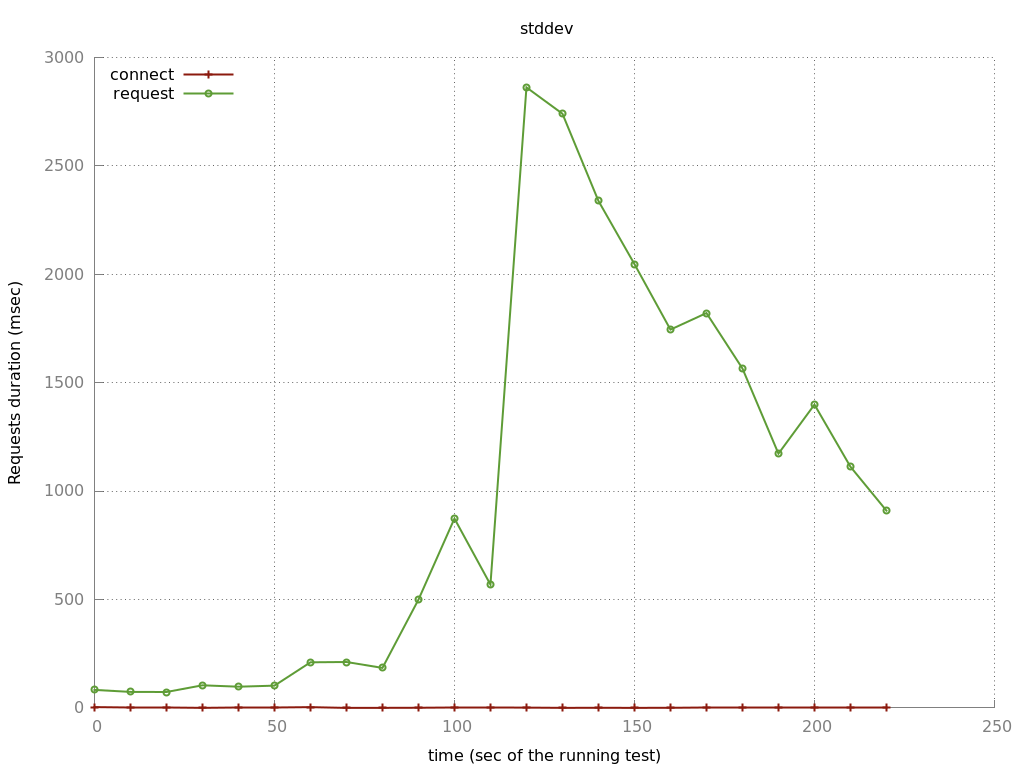 stddev
connect
request
3000
2500
2000
1500
1000
500
0
Requests duration (msec)
0 50 100 150 200 250
time (sec of the running test)